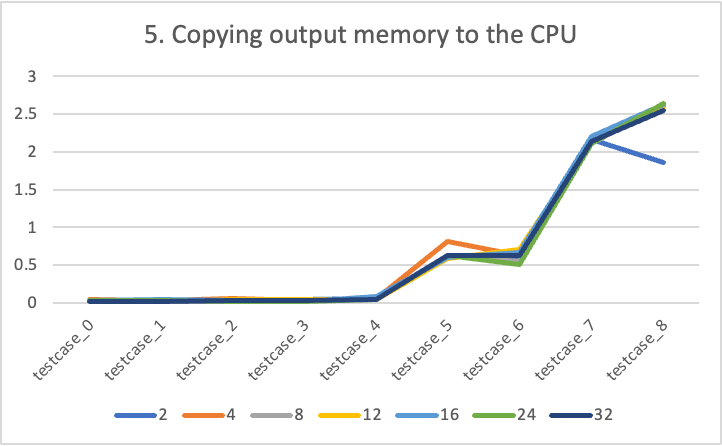 5. Copying output memory to the CPU
3
2.5
2
1.5
1
0.5
0
testcase_0
testcase_1
testcase_2
testcase_3
testcase_4
testcase_5
testcase_6
testcase_7
testcase_8
2 4 8 12 16 24 32